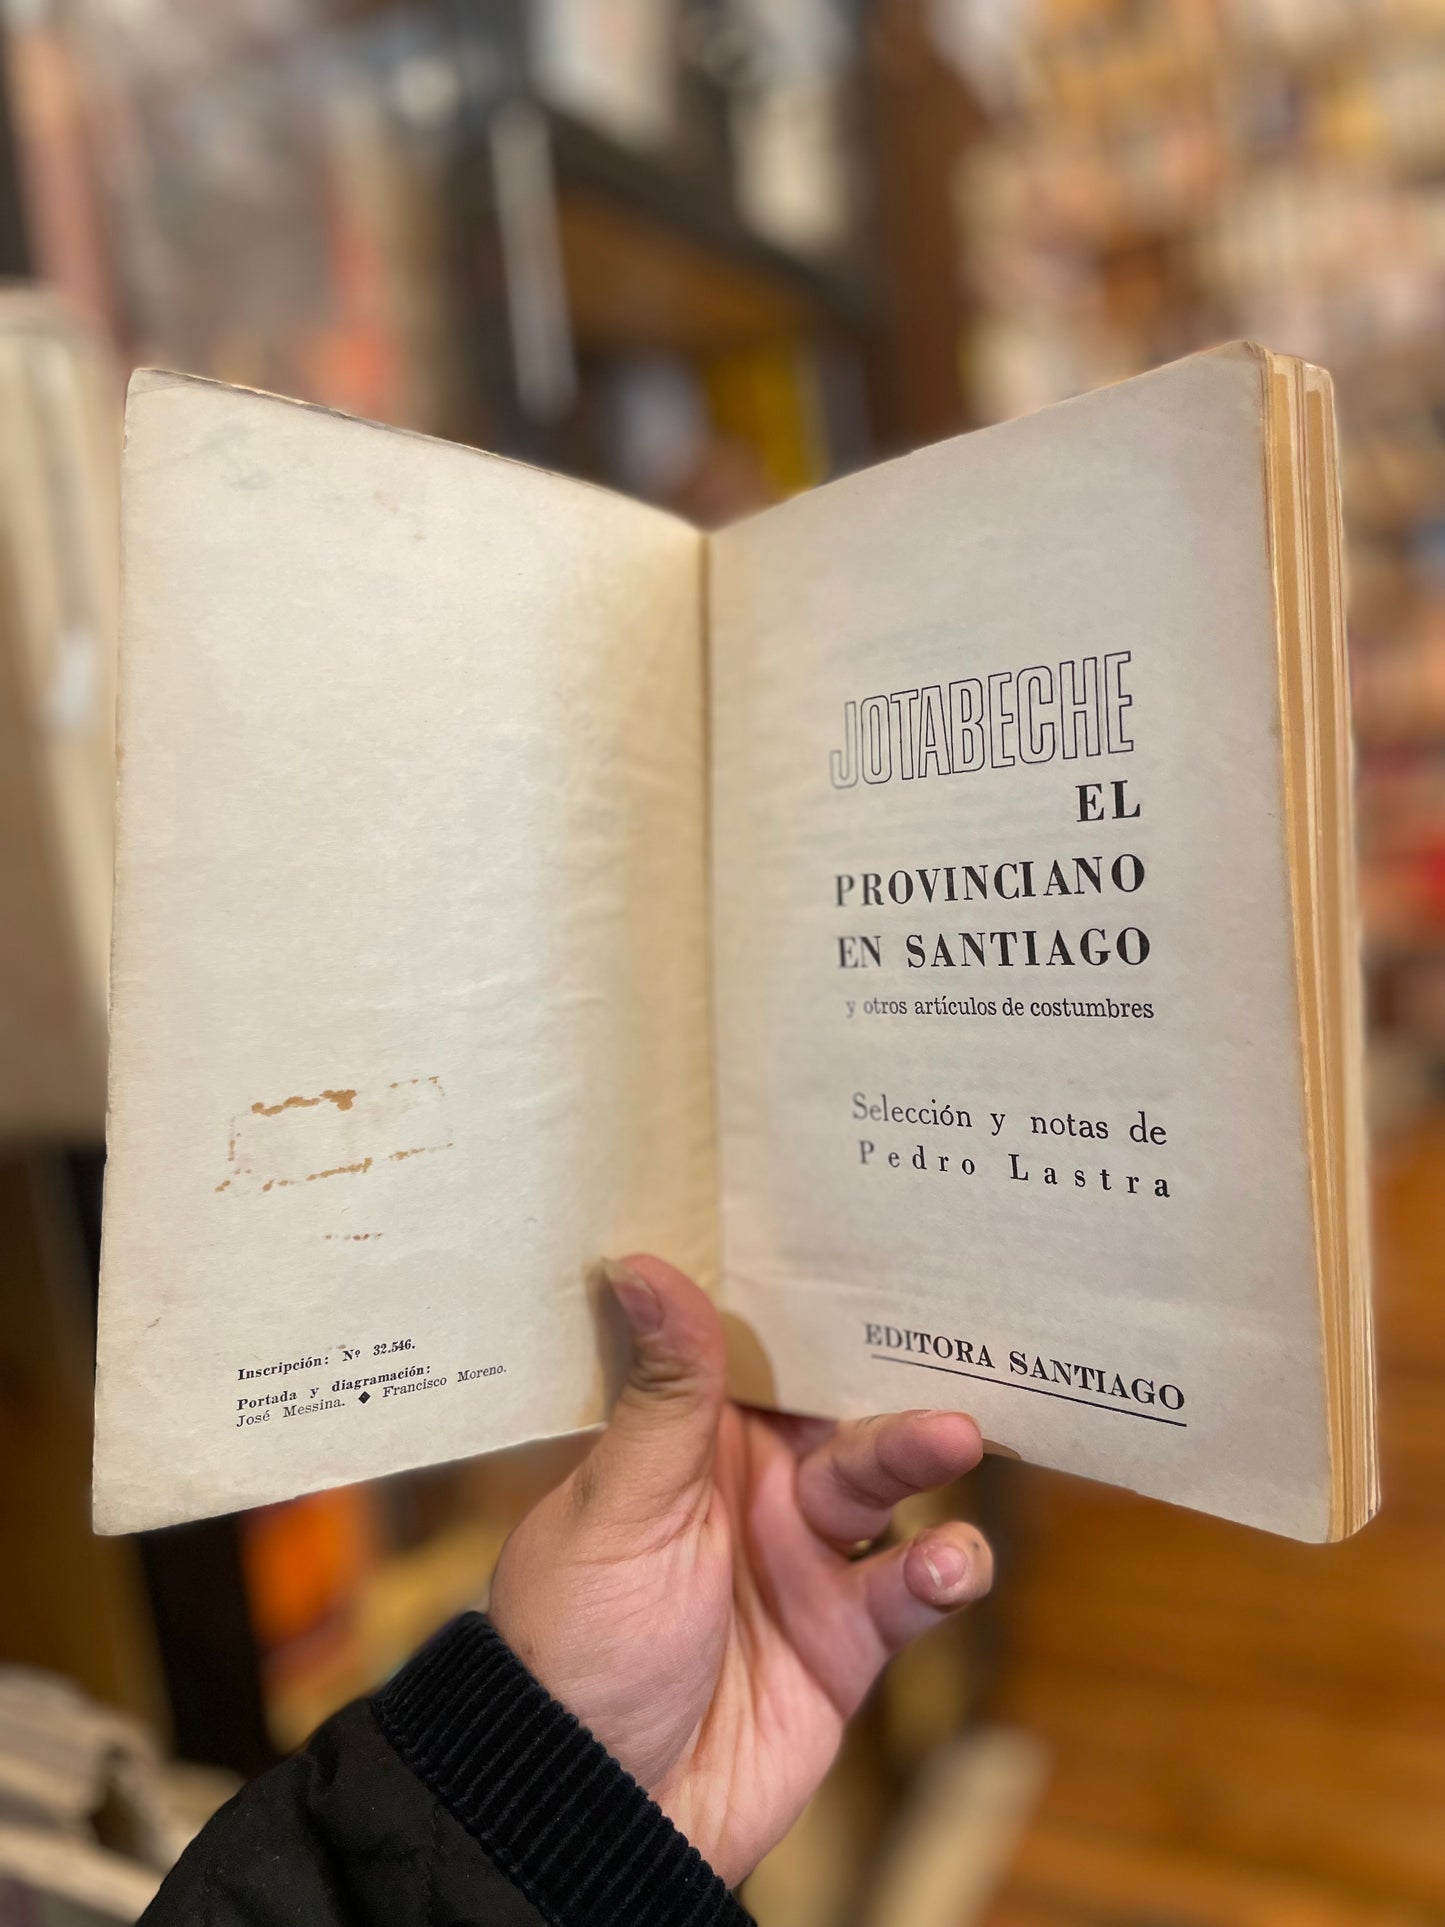 Inscripción: Nº 32.546.
Portada y diagramación:
José Messina. ◆ Francisco Moreno.
JOTABECHE
EL
PROVINCIANO
EN SANTIAGO
y otros artículos de costumbres
Selección y notas de
Pedro Lastra
EDITORA SANTIAGO